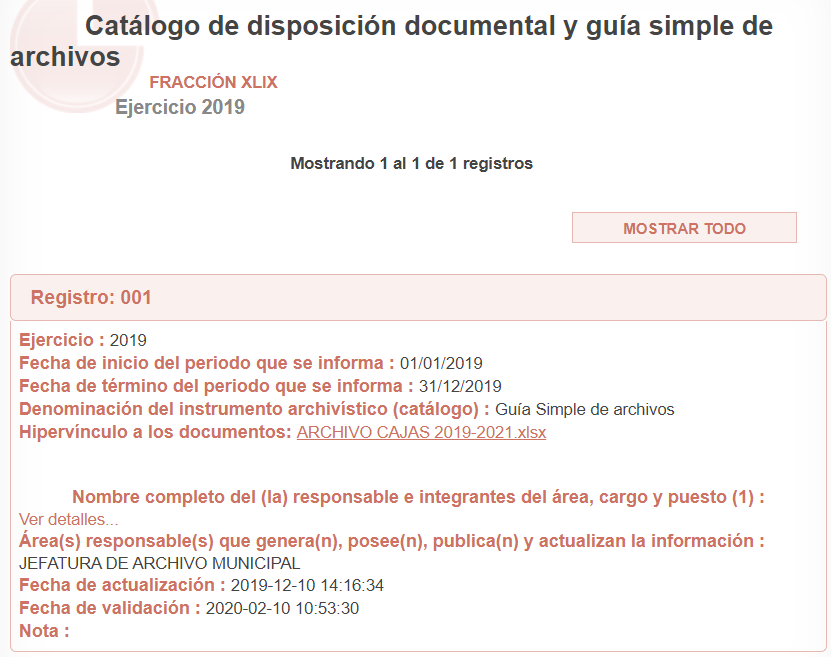 Catálogo de disposición documental y guía simple de
archivos
FRACCIÓN XLIX
Ejercicio 2019
Mostrando 1 al 1 de 1 registros
MOSTRAR TODO
Registro: 001
Ejercicio : 2019
Fecha de inicio del periodo que se informa : 01/01/2019
Fecha de término del periodo que se informa : 31/12/2019
Denominación del instrumento archivístico (catálogo) : Guía Simple de archivos
Hipervínculo a los documentos: ARCHIVO CAJAS 2019-2021.xlsx
Nombre completo del (la) responsable e integrantes del área, cargo y puesto (1) :
Ver detalles...
Área(s) responsable(s) que genera(n), posee(n), publica(n) y actualizan la información :
JEFATURA DE ARCHIVO MUNICIPAL
Fecha de actualización : 2019-12-10 14:16:34
Fecha de validación : 2020-02-10 10:53:30
Nota :